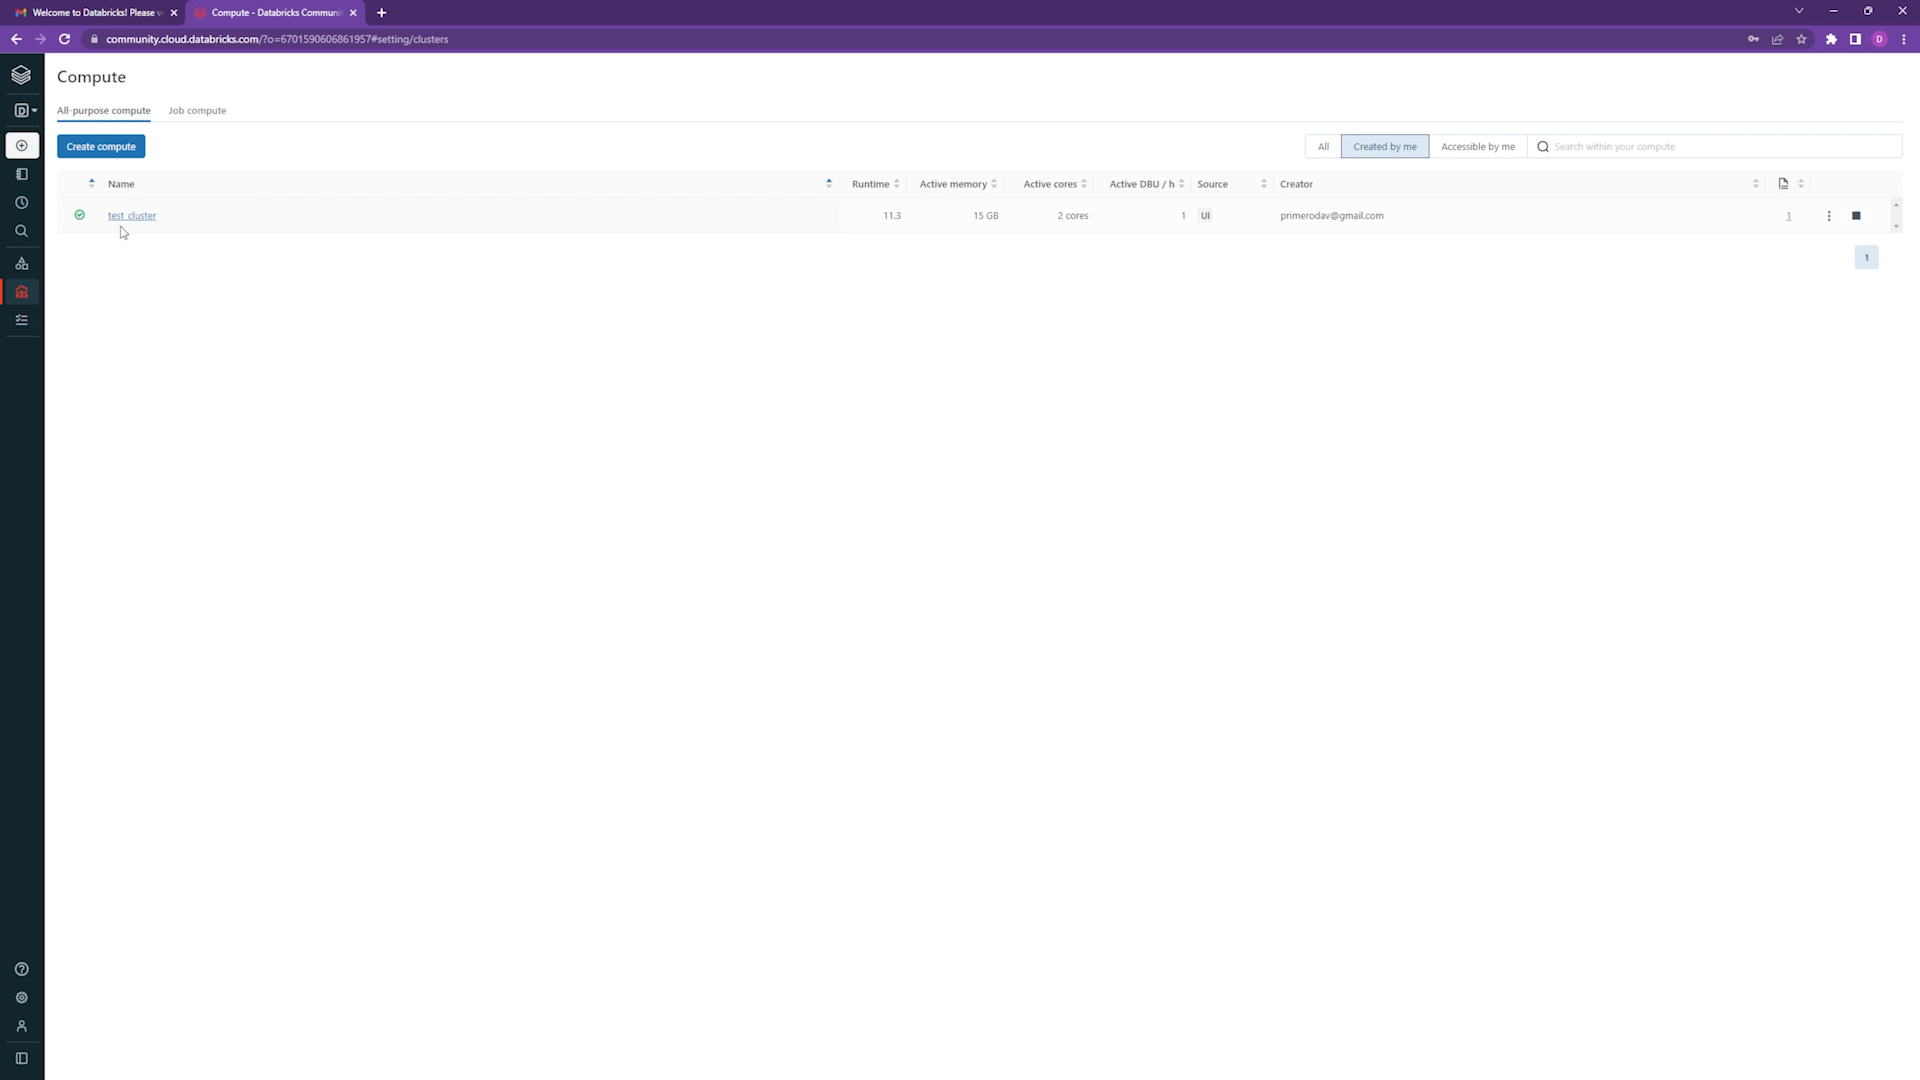 Welcome to Databricks! Please v
Compute - Databricks Communi
community.cloud.databricks.com/?o=6701590606861957#setting/clusters
D
Compute
D
All-purpose compute Job compute
Create compute
All Created by me Accessible by me Search within your compute
Name Runtime Active memory Active cores Active DBU / h Source Creator
test_cluster 11.3 15 GB 2 cores 1 UI primerodav@gmail.com 1
1